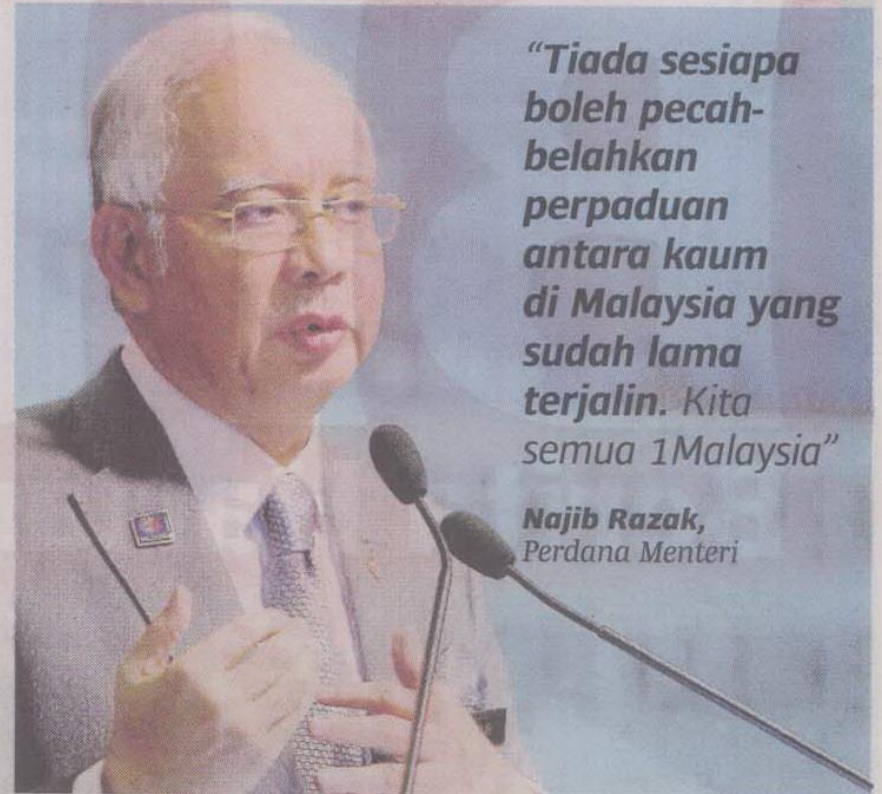 “Tiada sesiapa
boleh pecah-
belahkan
perpaduan
antara kaum
di Malaysia yang
sudah lama
terjalin. Kita
semua 1Malaysia”
Najib Razak,
Perdana Menteri